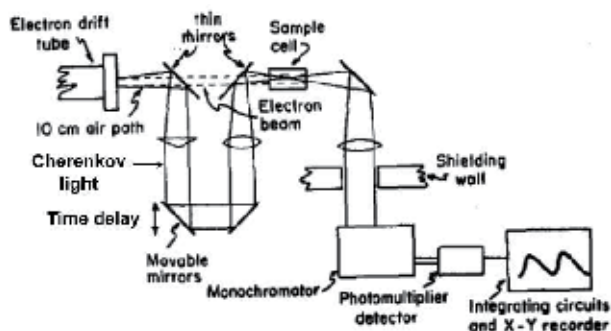 Electron drift
tube
thin
mirrors
Sample
cell
Electron
beam
10 cm air path
Cherenkov
light
Shielding
wall
Time delay
Movable
mirrors
Monochromator
Photomultiplier
detector
Integrating circuits
and X-Y recorder